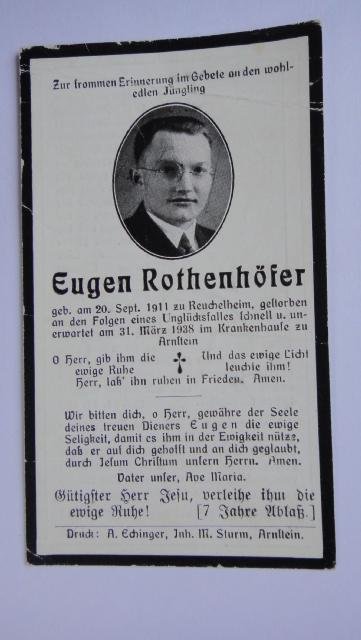 Zur frommen Erinnerung im Gebete an den wohl-
edlen Jüngling
Eugen Rothenhöfer
geb. am 20. Sept. 1911 zu Reuchelheim, gestorben
an den Folgen eines Unglücksfalles schnell u. un-
erwartet am 31. März 1938 im Krankenhause zu
Arnstein
O Herr, gib ihm die ewige Ruhe
Und das ewige Licht leuchte ihm!
Herr, laß' ihn ruhen in Frieden. Amen.
Wir bitten dich, o Herr, gewähre der Seele
deines treuen Dieners Eugen die ewige
Seligkeit, damit es ihm in der Ewigkeit nütze,
daß er auf dich gehofft und an dich geglaubt,
durch Jesum Christum unsern Herrn. Amen.
Vater unser, Ave Maria.
Gütigster Herr Jesu, verleihe ihm die
ewige Ruhe! [7 Jahre Ablaß.]
Druck: A. Echinger, Inh. M. Sturm, Arnstein.